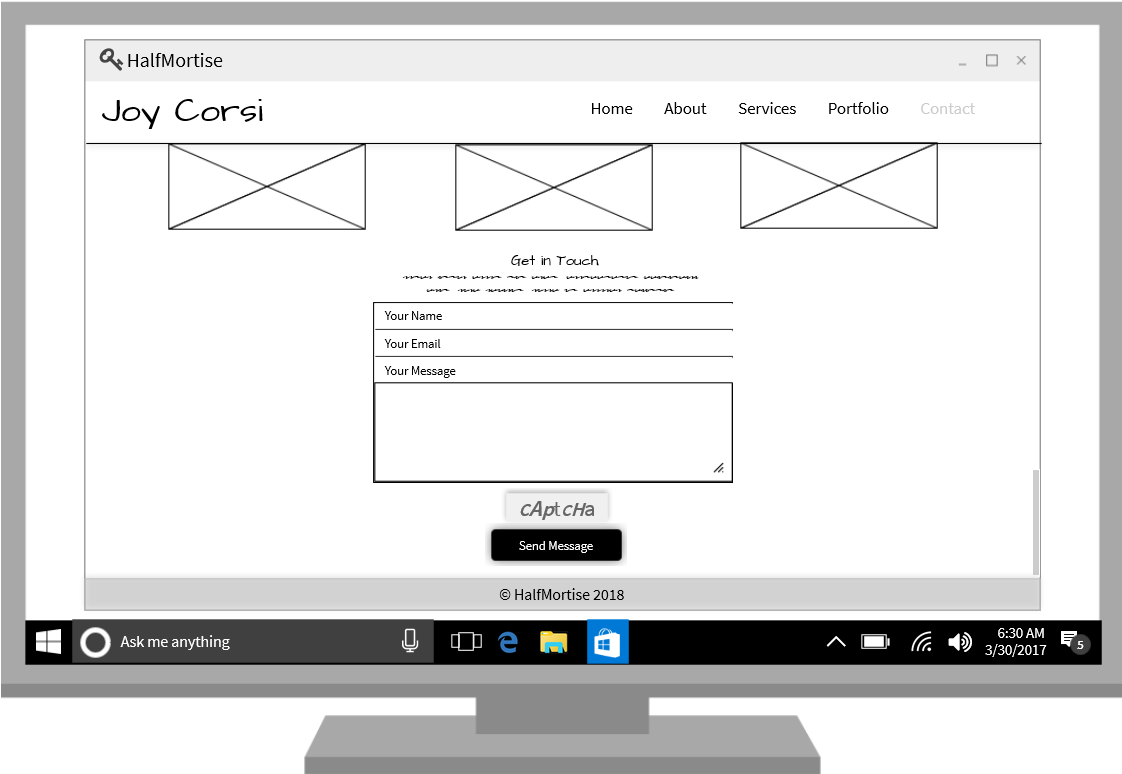 HalfMortise
Joy Corsi
Home About Services Portfolio Contact
Get in Touch
Your Name
Your Email
Your Message
cAptcHa
Send Message
© HalfMortise 2018
Ask me anything
6:30 AM
3/30/2017
5